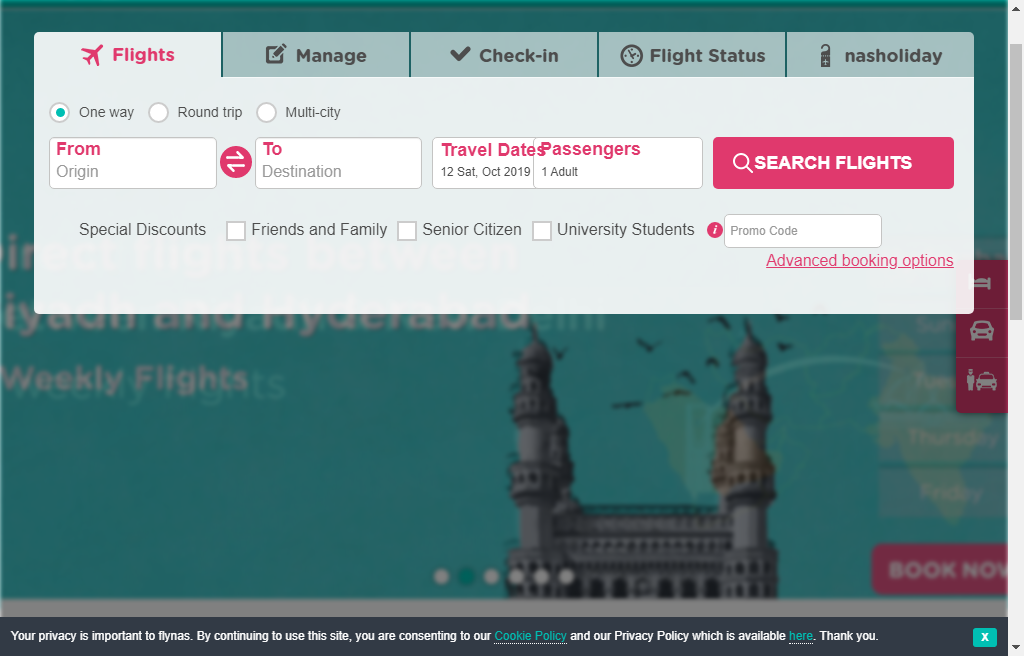 Flights
Manage
Check-in
Flight Status
nasholiday
One way
Round trip
Multi-city
From
Origin
To
Destination
Travel Dates
12 Sat, Oct 2019
Passengers
1 Adult
SEARCH FLIGHTS
Special Discounts
Friends and Family
Senior Citizen
University Students
i
Promo Code
Advanced booking options
Direct flights between
Riyadh and Hyderabad
Weekly Flights
Thursday
Friday
BOOK NOW
Your privacy is important to flynas. By continuing to use this site, you are consenting to our Cookie Policy and our Privacy Policy which is available here. Thank you.
X